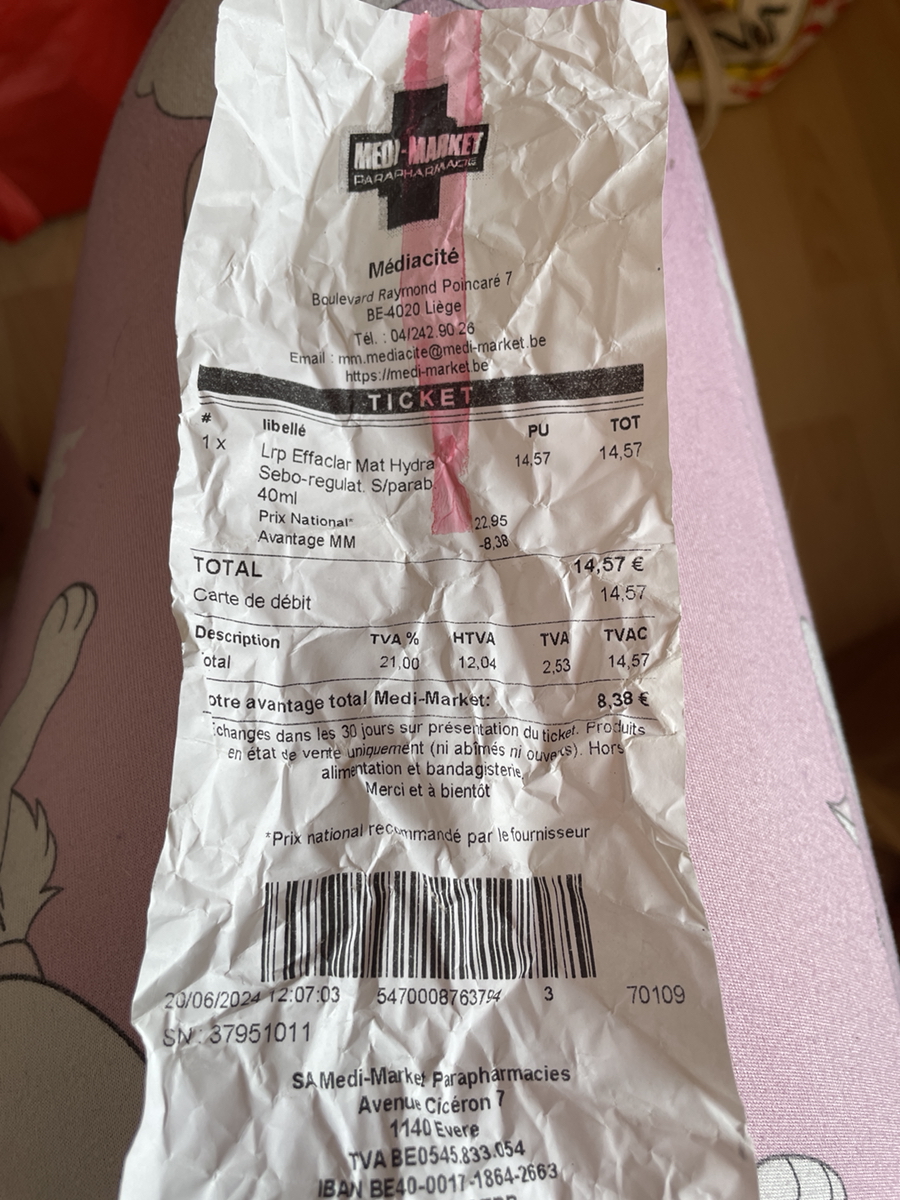 MEDI-MARKET
PARAPHARMACIE
Médiacité
Boulevard Raymond Poincaré 7
BE-4020 Liège
Tél. : 04/242.90.26
Email : mm.mediacite@medi-market.be
https://medi-market.be
TICKET
# libellé PU TOT
1 x Lrp Effaclar Mat Hydra 14,57 14,57
Sebo-regulat. S/parab
40ml
Prix National* 22,95
Avantage MM -8,38
TOTAL 14,57 €
Carte de débit 14,57
Description TVA % HTVA TVA TVAC
otal 21,00 12,04 2,53 14,57
otre avantage total Medi-Market: 8,38 €
changes dans les 30 jours sur présentation du ticket. Produits
en état de vente uniquement (ni abîmés ni ouverts). Hors
alimentation et bandagisterie.
Merci et à bientôt
*Prix national recommandé par le fournisseur
20/06/2024 12:07:03 5470008763794 3 70109
SN: 37951011
SA Medi-Market Parapharmacies
Avenue Cicéron 7
1140 Evere
TVA BE0545.833.054
IBAN BE40-0017-1864-2663